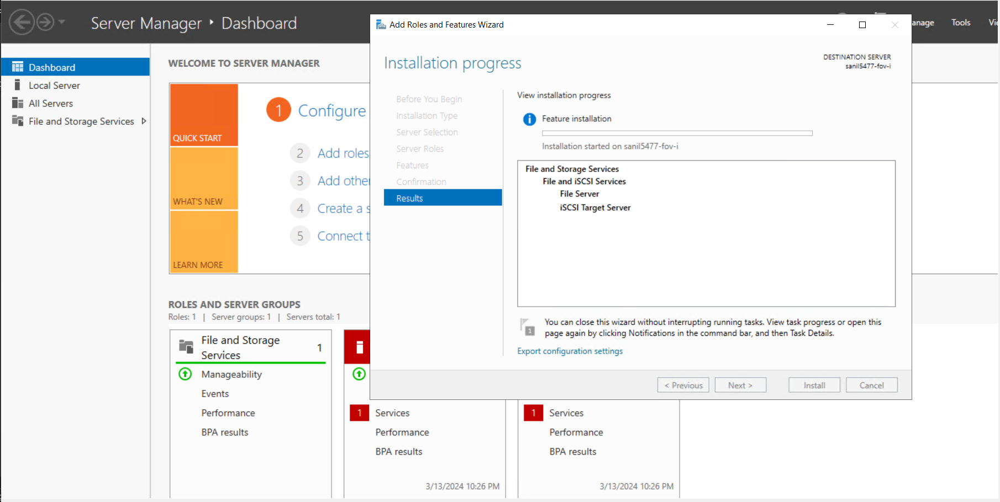 Server Manager ‣ Dashboard
Tools
Dashboard
Local Server
All Servers
File and Storage Services
WELCOME TO SERVER MANAGER
QUICK START
WHAT'S NEW
LEARN MORE
1 Configure
2 Add roles
3 Add other
4 Create a s
5 Connect t
ROLES AND SERVER GROUPS
Roles: 1 | Server groups: 1 | Servers total: 1
File and Storage
Services
1
Manageability
Events
Performance
BPA results
1 Services
Performance
BPA results
3/13/2024 10:26 PM
1 Services
Performance
BPA results
3/13/2024 10:26 PM
Add Roles and Features Wizard
Installation progress
DESTINATION SERVER
sanil5477-fov-i
Before You Begin
Installation Type
Server Selection
Server Roles
Features
Confirmation
Results
View installation progress
Feature installation
Installation started on sanil5477-fov-i
File and Storage Services
File and iSCSI Services
File Server
iSCSI Target Server
1
You can close this wizard without interrupting running tasks. View task progress or open this
page again by clicking Notifications in the command bar, and then Task Details.
Export configuration settings
< Previous
Next >
Install
Cancel